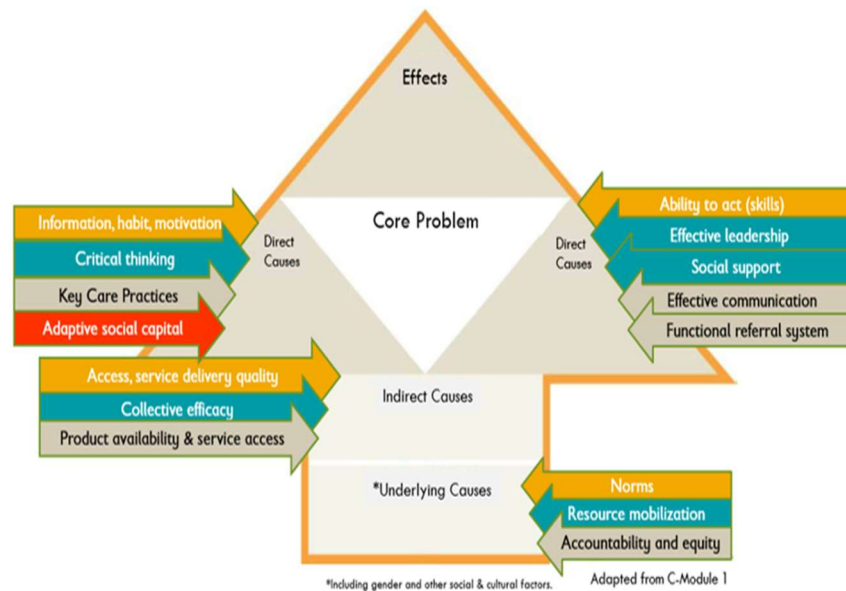 Effects
Core Problem
Information, habit, motivation
Critical thinking
Key Care Practices
Adaptive social capital
Direct
Causes
Direct
Causes
Ability to act (skills)
Effective leadership
Social support
Effective communication
Functional referral system
Access, service delivery quality
Collective efficacy
Product availability & service access
Indirect Causes
*Underlying Causes
Norms
Resource mobilization
Accountability and equity
*Including gender and other social & cultural factors.
Adapted from C-Module 1